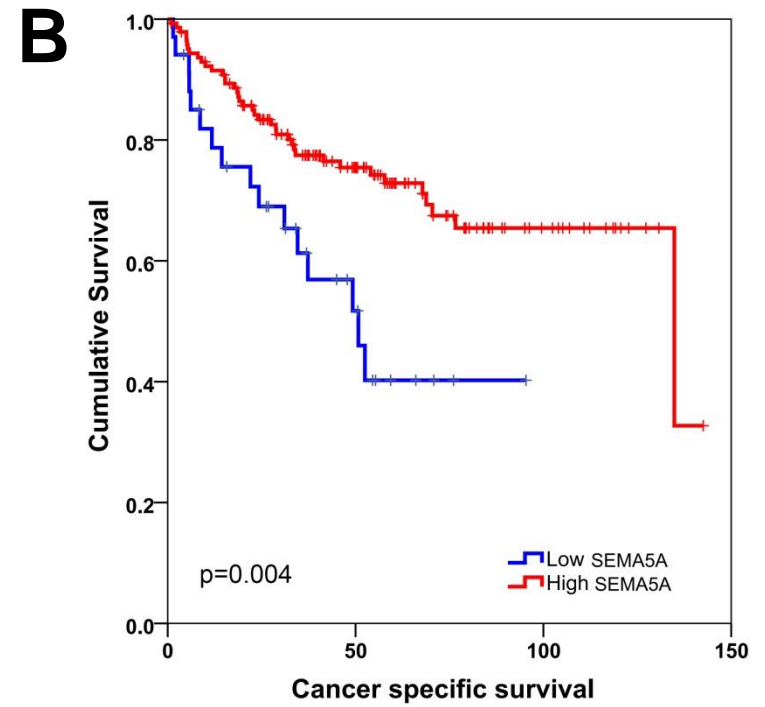 B
1.0
0.8
0.6
0.4
0.2
0.0
Cumulative Survival
p=0.004
Low SEMA5A
High SEMA5A
0 50 100 150
Cancer specific survival